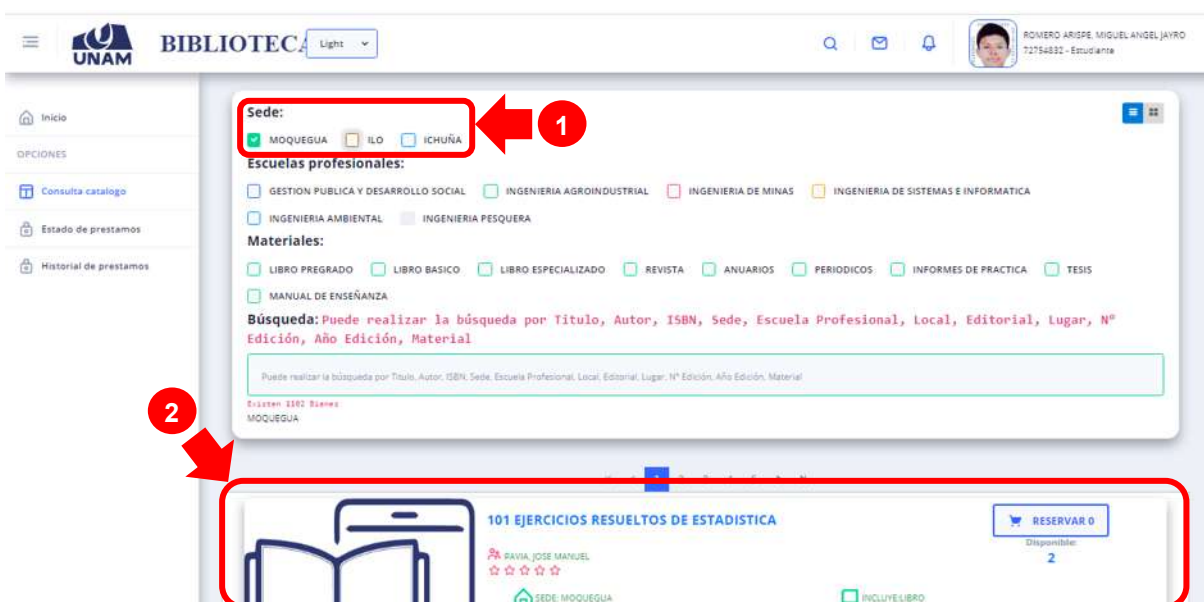 UNAM
BIBLIOTECA
Light
ROMERO ARISPE, MIGUEL ANGEL JAYRO
72754832 - Estudiante
Inicio
OPCIONES
Consulta catalogo
Estado de prestamos
Historial de prestamos
Sede:
MOQUEGUA ILO ICHUÑA
1
Escuelas profesionales:
GESTION PUBLICA Y DESARROLLO SOCIAL INGENIERIA AGROINDUSTRIAL INGENIERIA DE MINAS INGENIERIA DE SISTEMAS E INFORMATICA
INGENIERIA AMBIENTAL INGENIERIA PESQUERA
Materiales:
LIBRO PREGRADO LIBRO BASICO LIBRO ESPECIALIZADO REVISTA ANUARIOS PERIODICOS INFORMES DE PRACTICA TESIS
MANUAL DE ENSEÑANZA
Búsqueda: Puede realizar la búsqueda por Titulo, Autor, ISBN, Sede, Escuela Profesional, Local, Editorial, Lugar, Nº
Edición, Año Edición, Material
Puede realizar la búsqueda por Titulo, Autor, ISBN, Sede, Escuela Profesional, Local, Editorial, Lugar, Nº Edición, Año Edición, Material
Existen 1102 Bienes
MOQUEGUA
2
101 EJERCICIOS RESUELTOS DE ESTADISTICA
RESERVAR 0
Disponible:
2
PAVIA, JOSE MANUEL
SEDE: MOQUEGUA
INCLUYE:LIBRO